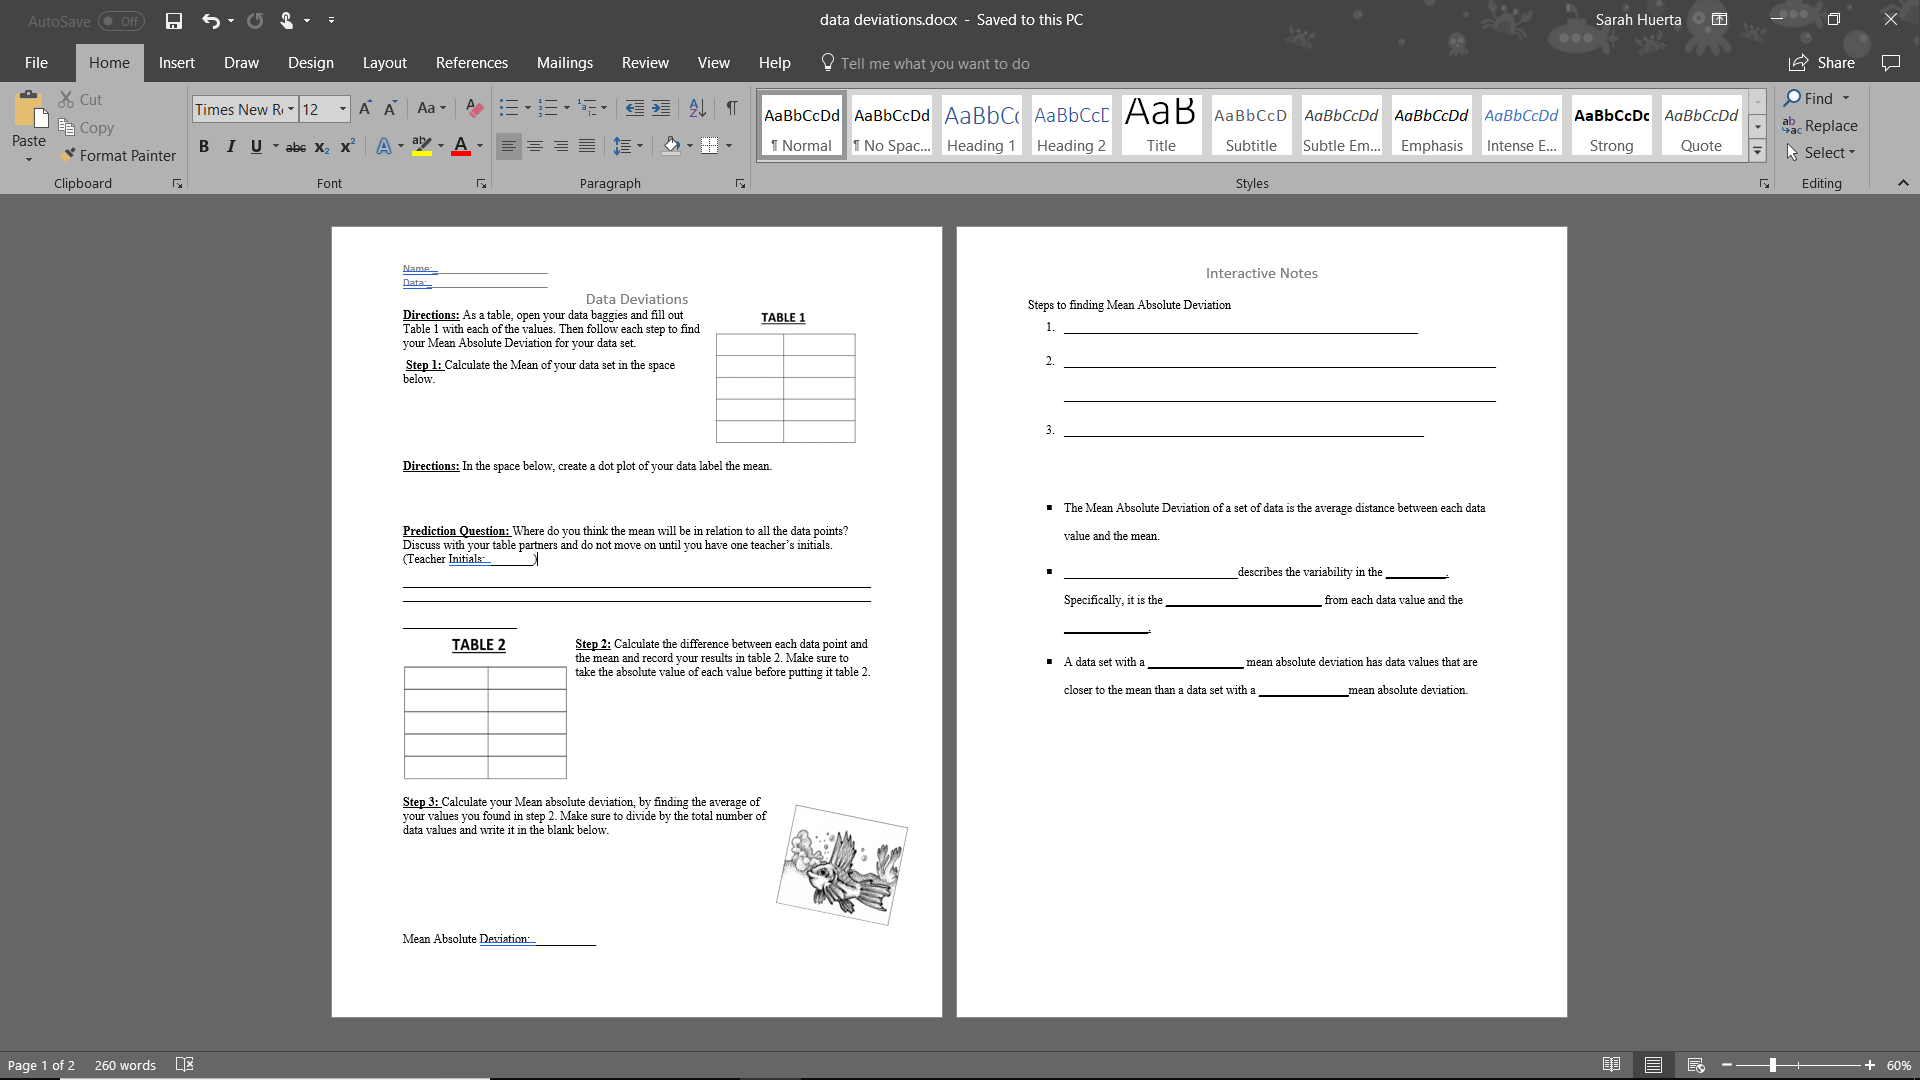 AutoSave Off
data deviations.docx - Saved to this PC
Sarah Huerta
File Home Insert Draw Design Layout References Mailings Review View Help Tell me what you want to do
Share
Paste
Cut
Copy
Format Painter
Clipboard
Times New R
12
Font
Paragraph
AaBbCcDd AaBbCcDd AaBbCc AaBbCcE AaB AaBbCcD AaBbCcDd AaBbCcDd AaBbCcDd AaBbCcDc AaBbCcDd
¶ Normal ¶ No Spac... Heading 1 Heading 2 Title Subtitle Subtle Em... Emphasis Intense E... Strong Quote
Styles
Find
Replace
Select
Editing
Name:
Data:
Data Deviations
Directions: As a table, open your data baggies and fill out
Table 1 with each of the values. Then follow each step to find
your Mean Absolute Deviation for your data set.
TABLE 1
Step 1: Calculate the Mean of your data set in the space
below.
Directions: In the space below, create a dot plot of your data label the mean.
Prediction Question: Where do you think the mean will be in relation to all the data points?
Discuss with your table partners and do not move on until you have one teacher’s initials.
(Teacher Initials: _______)
TABLE 2
Step 2: Calculate the difference between each data point and
the mean and record your results in table 2. Make sure to
take the absolute value of each value before putting it table 2.
Step 3: Calculate your Mean absolute deviation, by finding the average of
your values you found in step 2. Make sure to divide by the total number of
data values and write it in the blank below.
Mean Absolute Deviation: __________
Interactive Notes
Steps to finding Mean Absolute Deviation
1.
2.
3.
▪ The Mean Absolute Deviation of a set of data is the average distance between each data
value and the mean.
▪ ____________________describes the variability in the __________.
Specifically, it is the ____________________ from each data value and the
______________.
▪ A data set with a ________________ mean absolute deviation has data values that are
closer to the mean than a data set with a _______________mean absolute deviation.
Page 1 of 2 260 words
60%